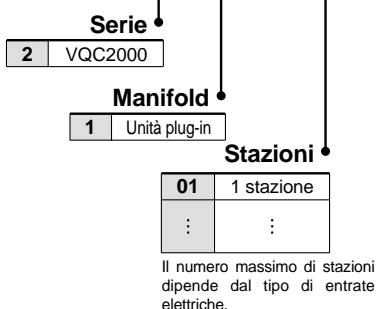 Serie
2 VQC2000
Manifold
1 Unità plug-in
Stazioni
01 1 stazione
⋮ ⋮
Il numero massimo di stazioni
dipende dal tipo di entrate
elettriche.